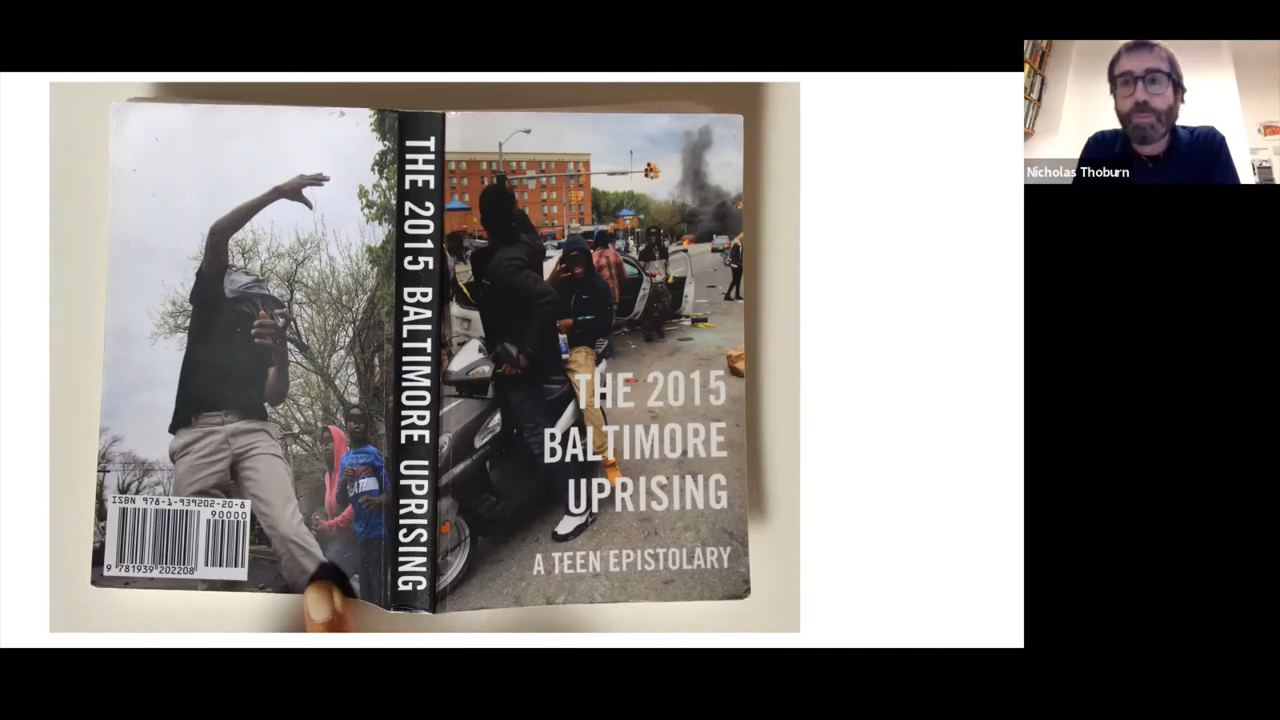 ISBN 978-1-939202-20-8
90000
9 781939 202208
THE 2015 BALTIMORE UPRISING
THE 2015
BALTIMORE
UPRISING
A TEEN EPISTOLARY
Nicholas Thoburn